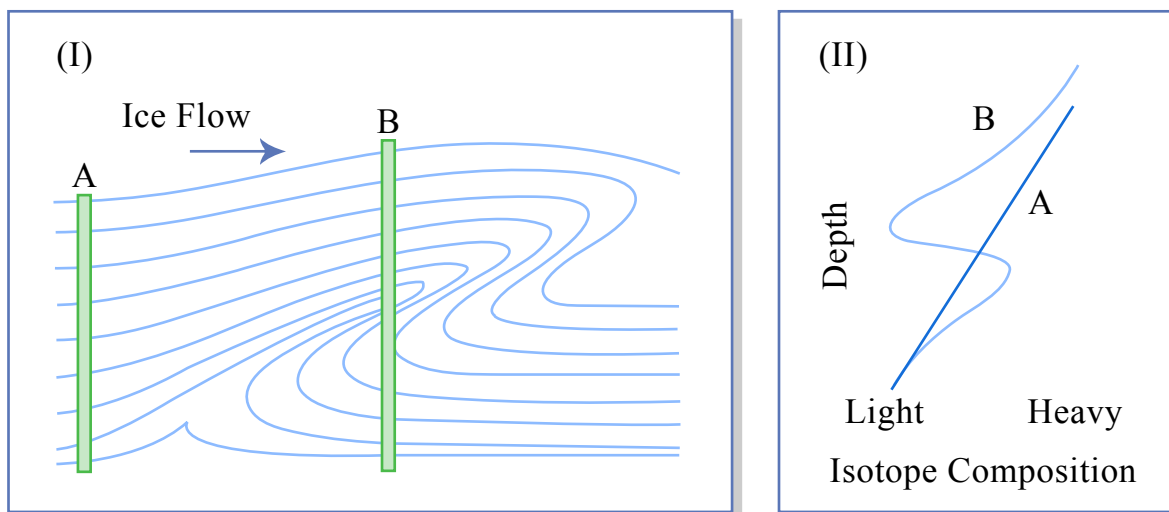 (I)
Ice Flow
A
B
(II)
B
A
Depth
Light
Heavy
Isotope Composition